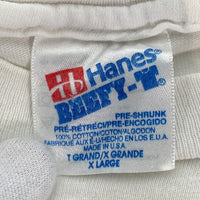 Hanes
BEEFY-T
PRE-SHRUNK
PRE-RÉTRÉCI/PRE-ENCOGIDO
100% COTTON/COTON/ALGODON
FABRIQUÉ AUX É-U/HECHO EN LOS E.U.A.
MADE IN U.S.A.
T GRAND/X GRANDE
X LARGE